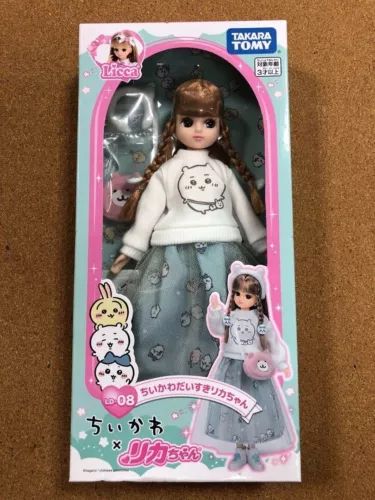 Licca
TAKARA
TOMY
対象年齢
3才以上
LD-08
ちいかわだいすきリカちゃん
ちいかわ
×
リカちゃん